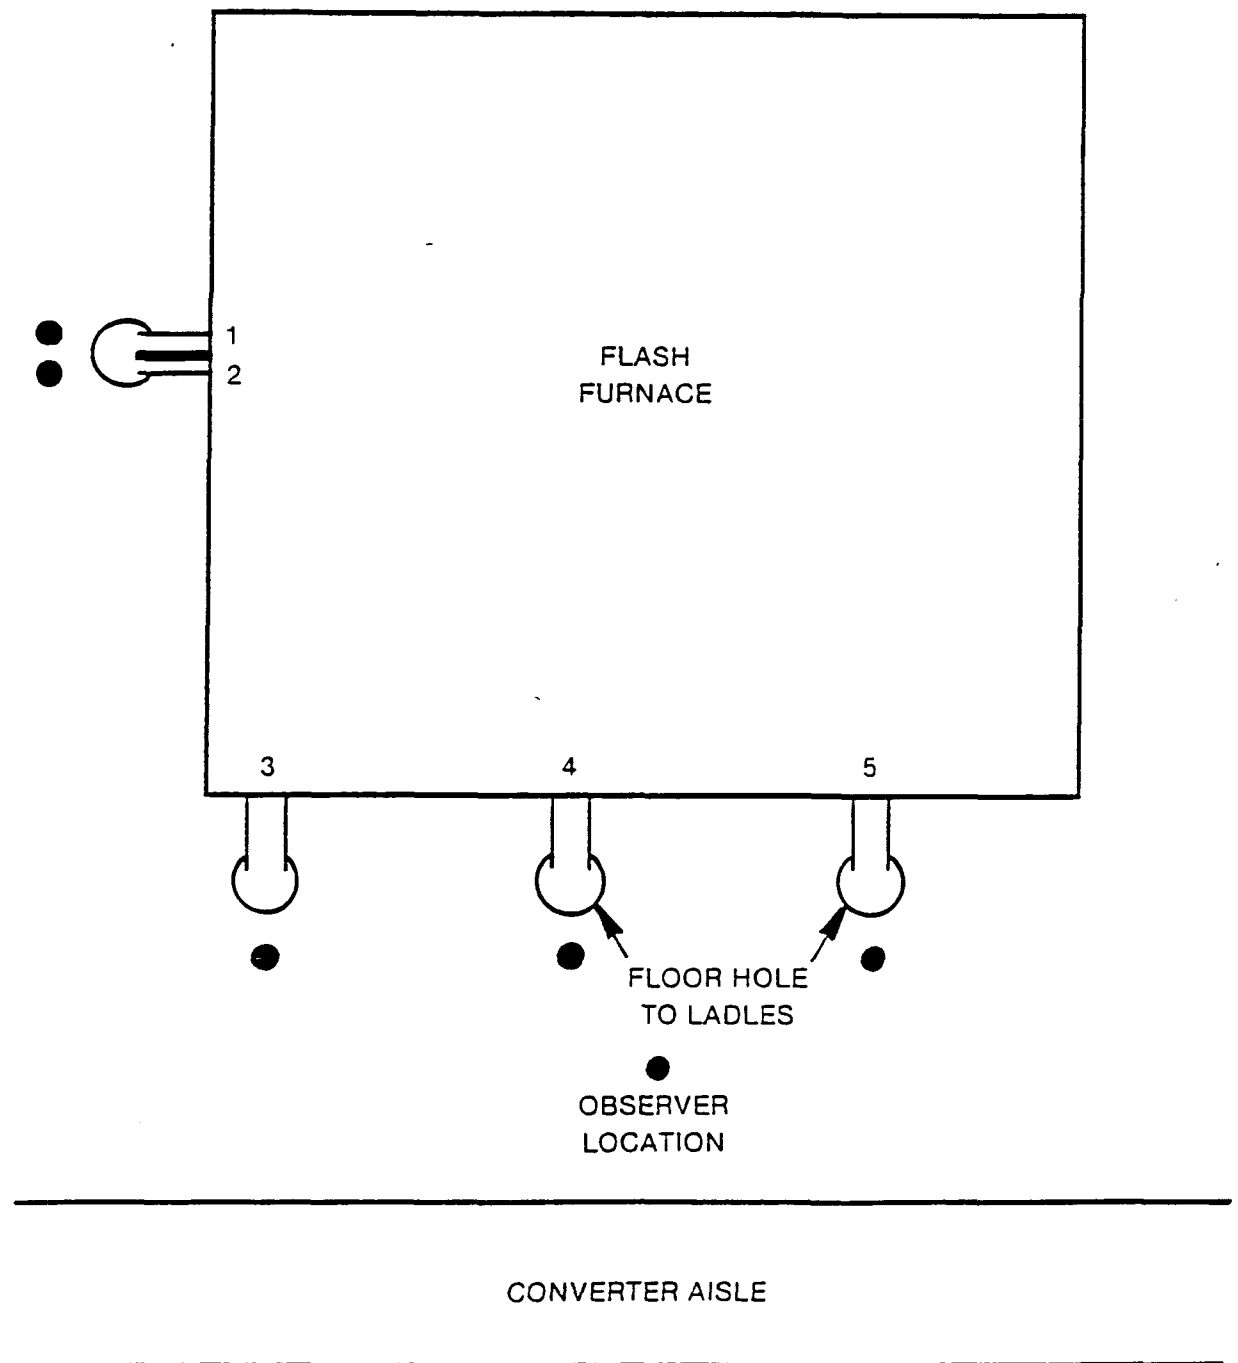 1
FLASH
FURNACE
2
3 4 5
FLOOR HOLE
TO LADLES
OBSERVER
LOCATION
CONVERTER AISLE